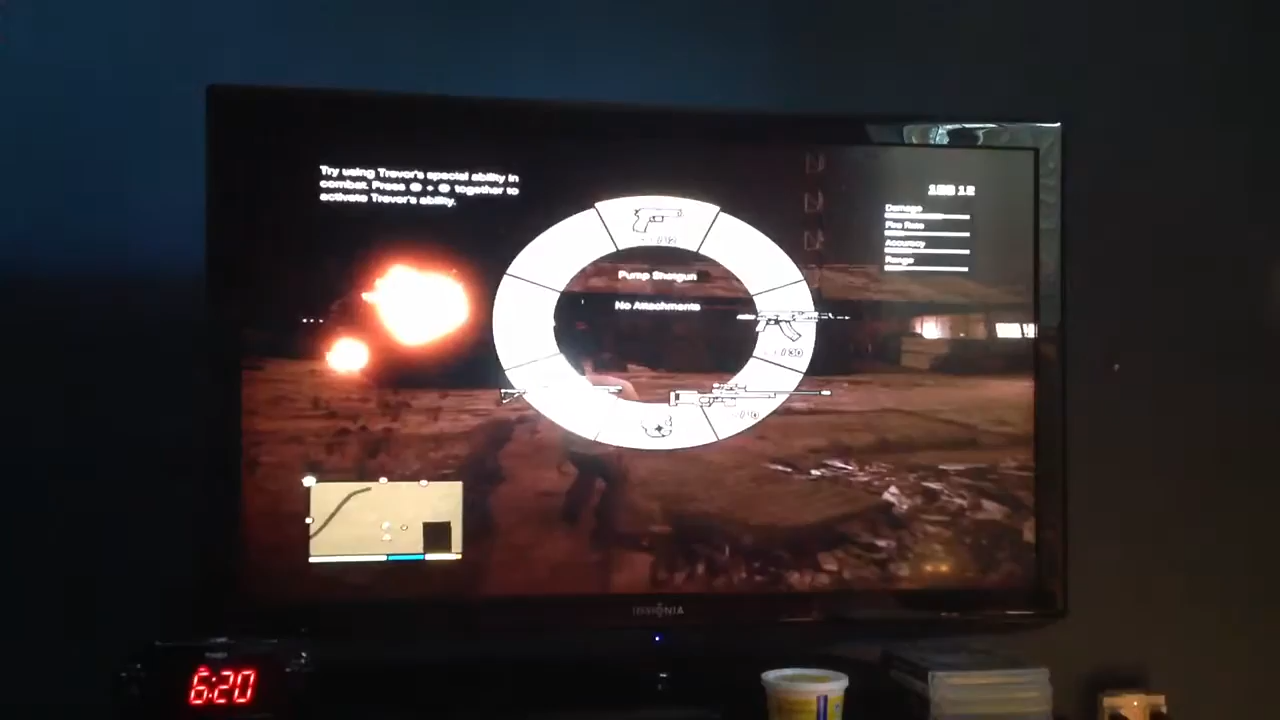 Try using Trevor's special ability in
combat. Press + together to
activate Trevor's ability.
Pump Shotgun
No Attachments
Damage
Fire Rate
Accuracy
Range
/30
INSIGNIA
6:20